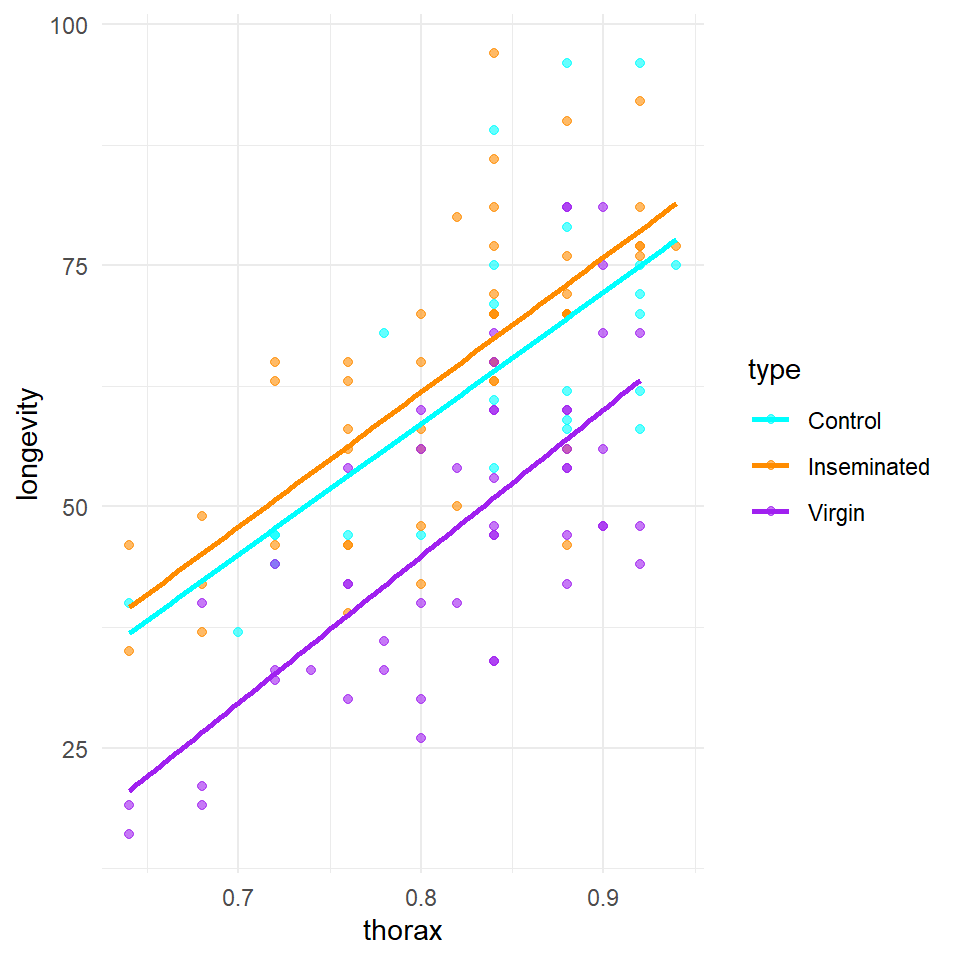 100
75
50
25
longevity
0.7
0.8
0.9
thorax
type
Control
Inseminated
Virgin